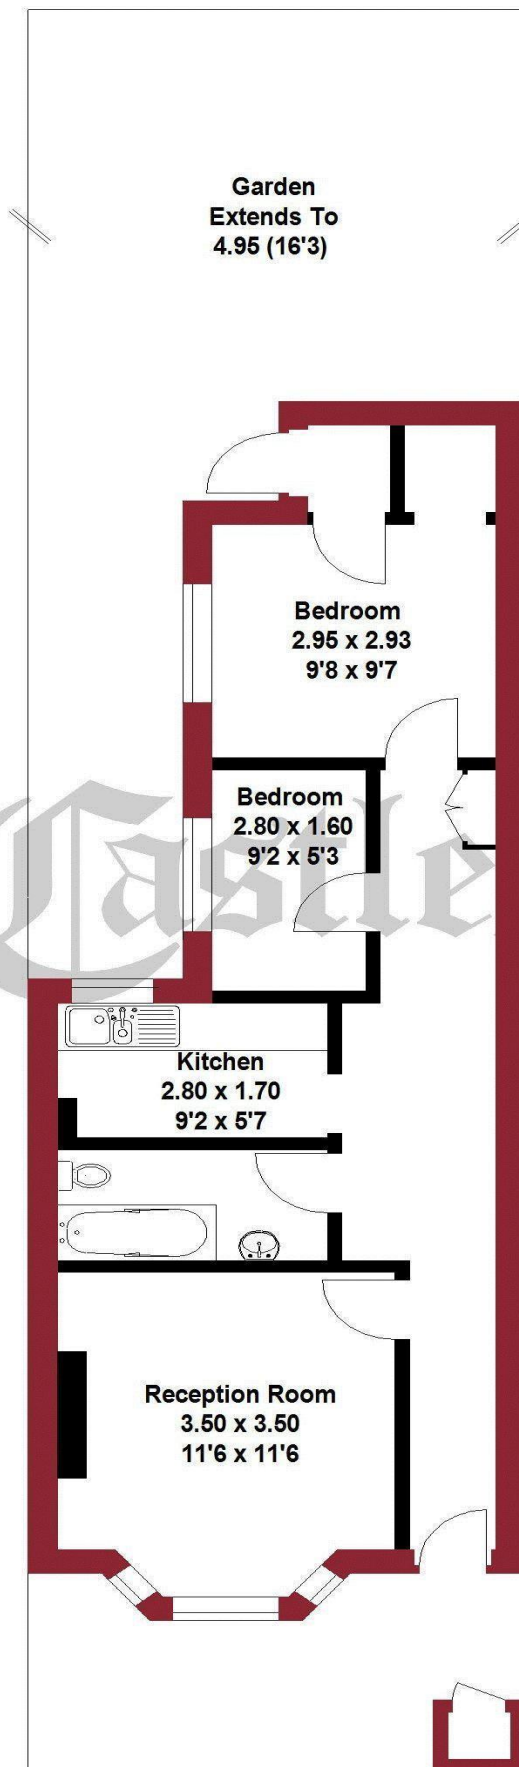 Garden
Extends To
4.95 (16'3)
Bedroom
2.95 x 2.93
9'8 x 9'7
Bedroom
2.80 x 1.60
9'2 x 5'3
Castle
Kitchen
2.80 x 1.70
9'2 x 5'7
Reception Room
3.50 x 3.50
11'6 x 11'6